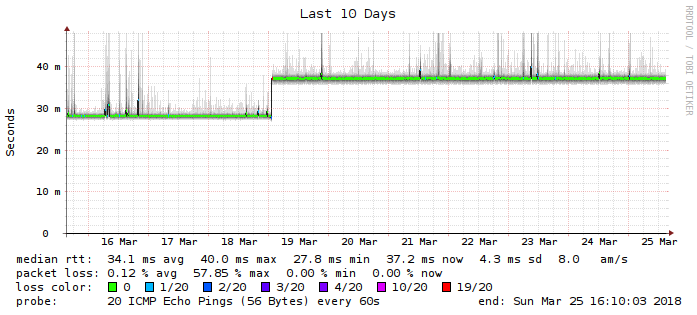 Last 10 Days
RRDTOOL / TOBI OETIKER
Seconds
40 m
30 m
20 m
10 m
0
16 Mar 17 Mar 18 Mar 19 Mar 20 Mar 21 Mar 22 Mar 23 Mar 24 Mar 25 Mar
median rtt: 34.1 ms avg 40.0 ms max 27.8 ms min 37.2 ms now 4.3 ms sd 8.0 am/s
packet loss: 0.12 % avg 57.85 % max 0.00 % min 0.00 % now
loss color: 0 1/20 2/20 3/20 4/20 10/20 19/20
probe: 20 ICMP Echo Pings (56 Bytes) every 60s end: Sun Mar 25 16:10:03 2018